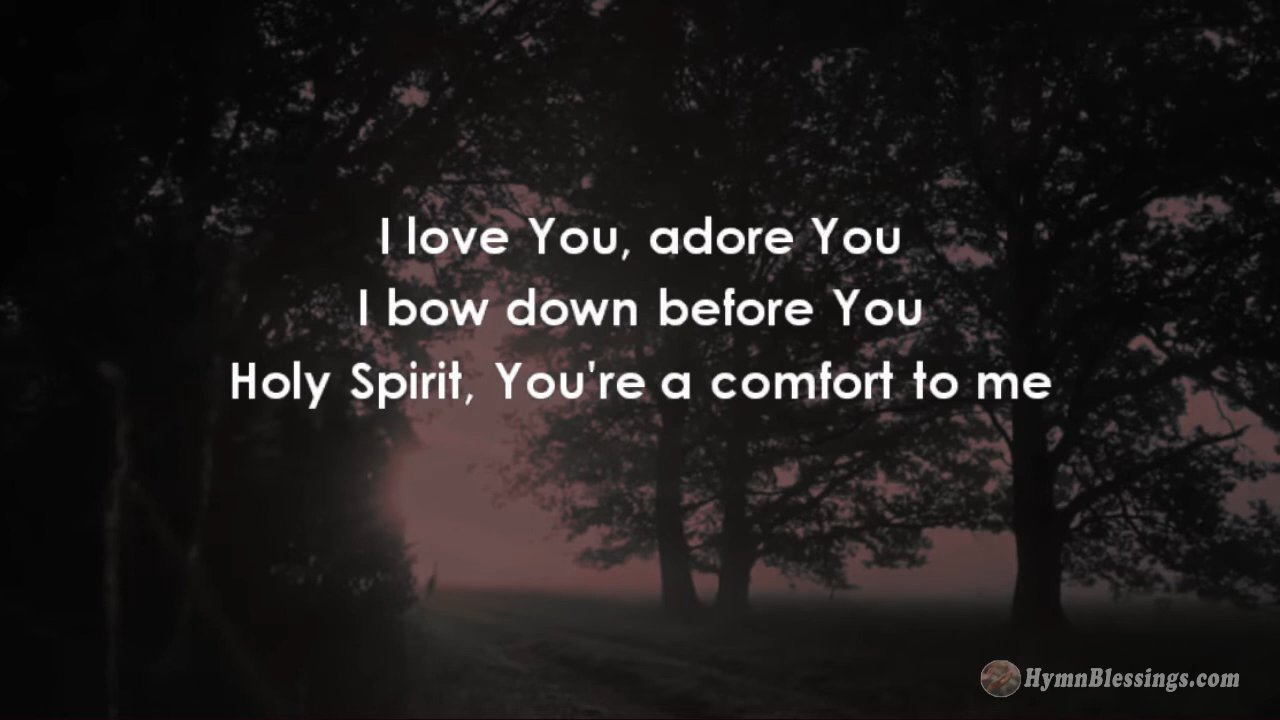 I love You, adore You
I bow down before You
Holy Spirit, You're a comfort to me
HymnBlessings.com